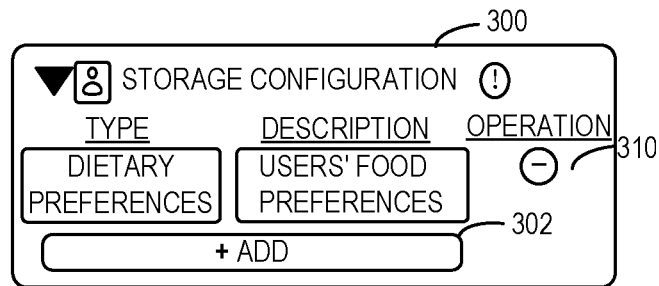 300
STORAGE CONFIGURATION !
TYPE DESCRIPTION OPERATION
DIETARY PREFERENCES USERS' FOOD PREFERENCES − 310
302
+ ADD